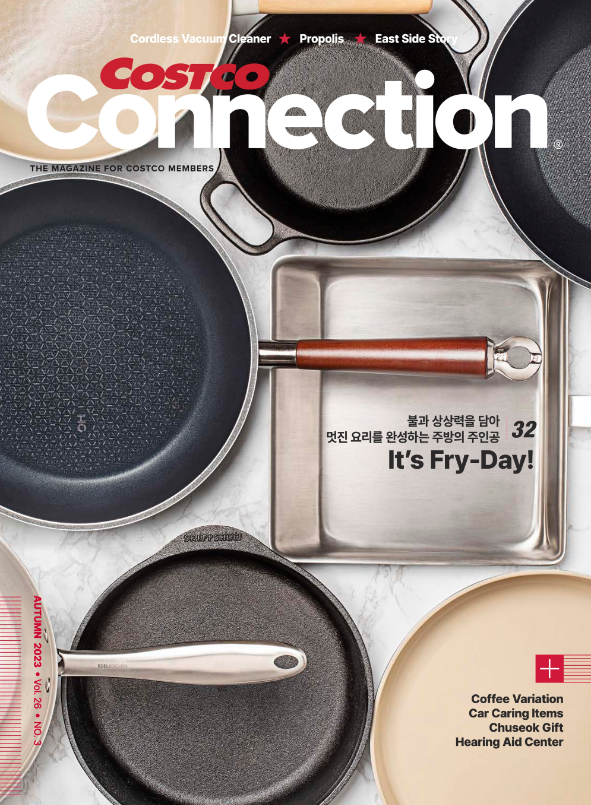 Cordless Vacuum Cleaner ★ Propolis ★ East Side Story
COSTCO
Connection®
THE MAGAZINE FOR COSTCO MEMBERS
불과 상상력을 담아
멋진 요리를 완성하는 주방의 주인공
32
It's Fry-Day!
AUTUMN 2023 • Vol. 26 • NO. 3
Coffee Variation
Car Caring Items
Chuseok Gift
Hearing Aid Center